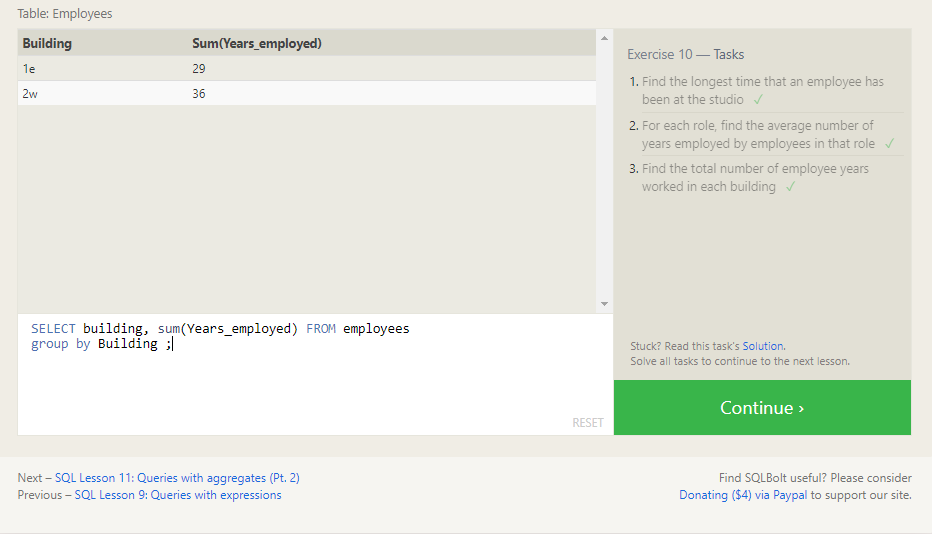 Table: Employees
Building Sum(Years_employed)
1e 29
2w 36
SELECT building, sum(Years_employed) FROM employees
group by Building ;
RESET
Exercise 10 — Tasks
1. Find the longest time that an employee has
been at the studio ✓
2. For each role, find the average number of
years employed by employees in that role ✓
3. Find the total number of employee years
worked in each building ✓
Stuck? Read this task's Solution.
Solve all tasks to continue to the next lesson.
Continue ›
Next – SQL Lesson 11: Queries with aggregates (Pt. 2)
Previous – SQL Lesson 9: Queries with expressions
Find SQLBolt useful? Please consider
Donating ($4) via Paypal to support our site.